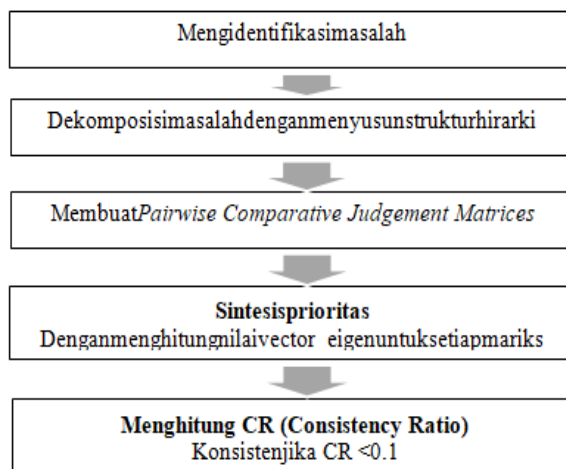 Mengidentifikasimasalah
Dekomposisimasalahdenganmenyusunstrukturhirarki
MembuatPairwise Comparative Judgement Matrices
Sintesisprioritas
Denganmenghitungnilaivector eigenuntuksetiapmariks
Menghitung CR (Consistency Ratio)
Konsistenjika CR <0.1